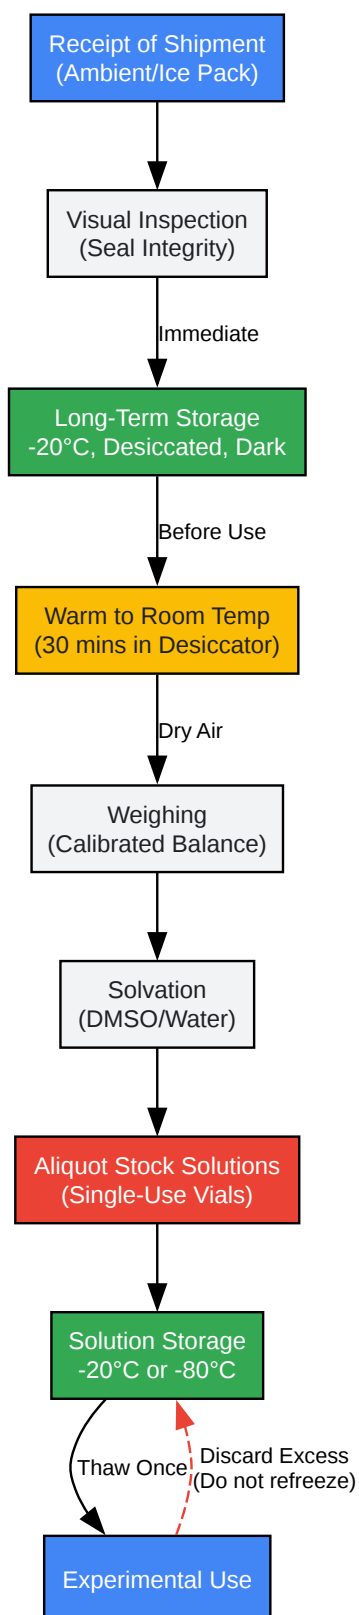 Receipt of Shipment
(Ambient/Ice Pack)
Visual Inspection
(Seal Integrity)
Immediate
Long-Term Storage
-20°C, Desiccated, Dark
Before Use
Warm to Room Temp
(30 mins in Desiccator)
Dry Air
Weighing
(Calibrated Balance)
Solvation
(DMSO/Water)
Aliquot Stock Solutions
(Single-Use Vials)
Solution Storage
-20°C or -80°C
Thaw Once
Discard Excess
(Do not refreeze)
Experimental Use